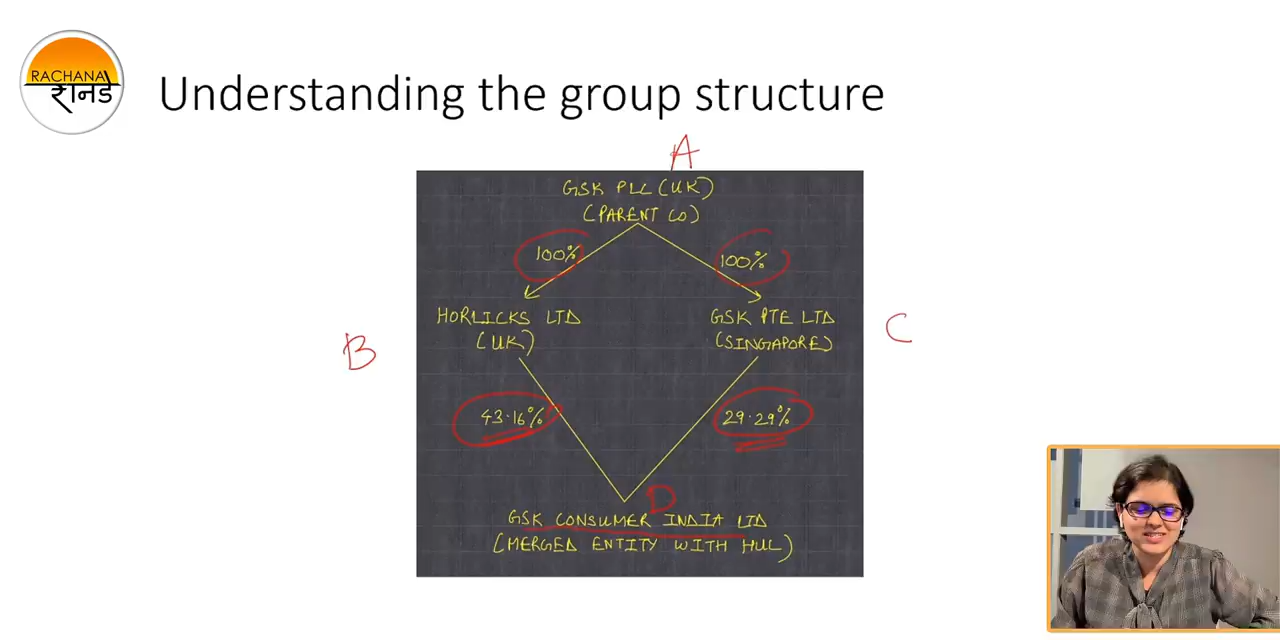 RACHANA
रानडे
Understanding the group structure
A
GSK PLC (UK)
(PARENT CO)
100%
100%
HORLICKS LTD
(UK)
GSK PTE LTD
(SINGAPORE)
B
C
43.16%
29.29%
D
GSK CONSUMER INDIA LTD
(MERGED ENTITY WITH HUL)